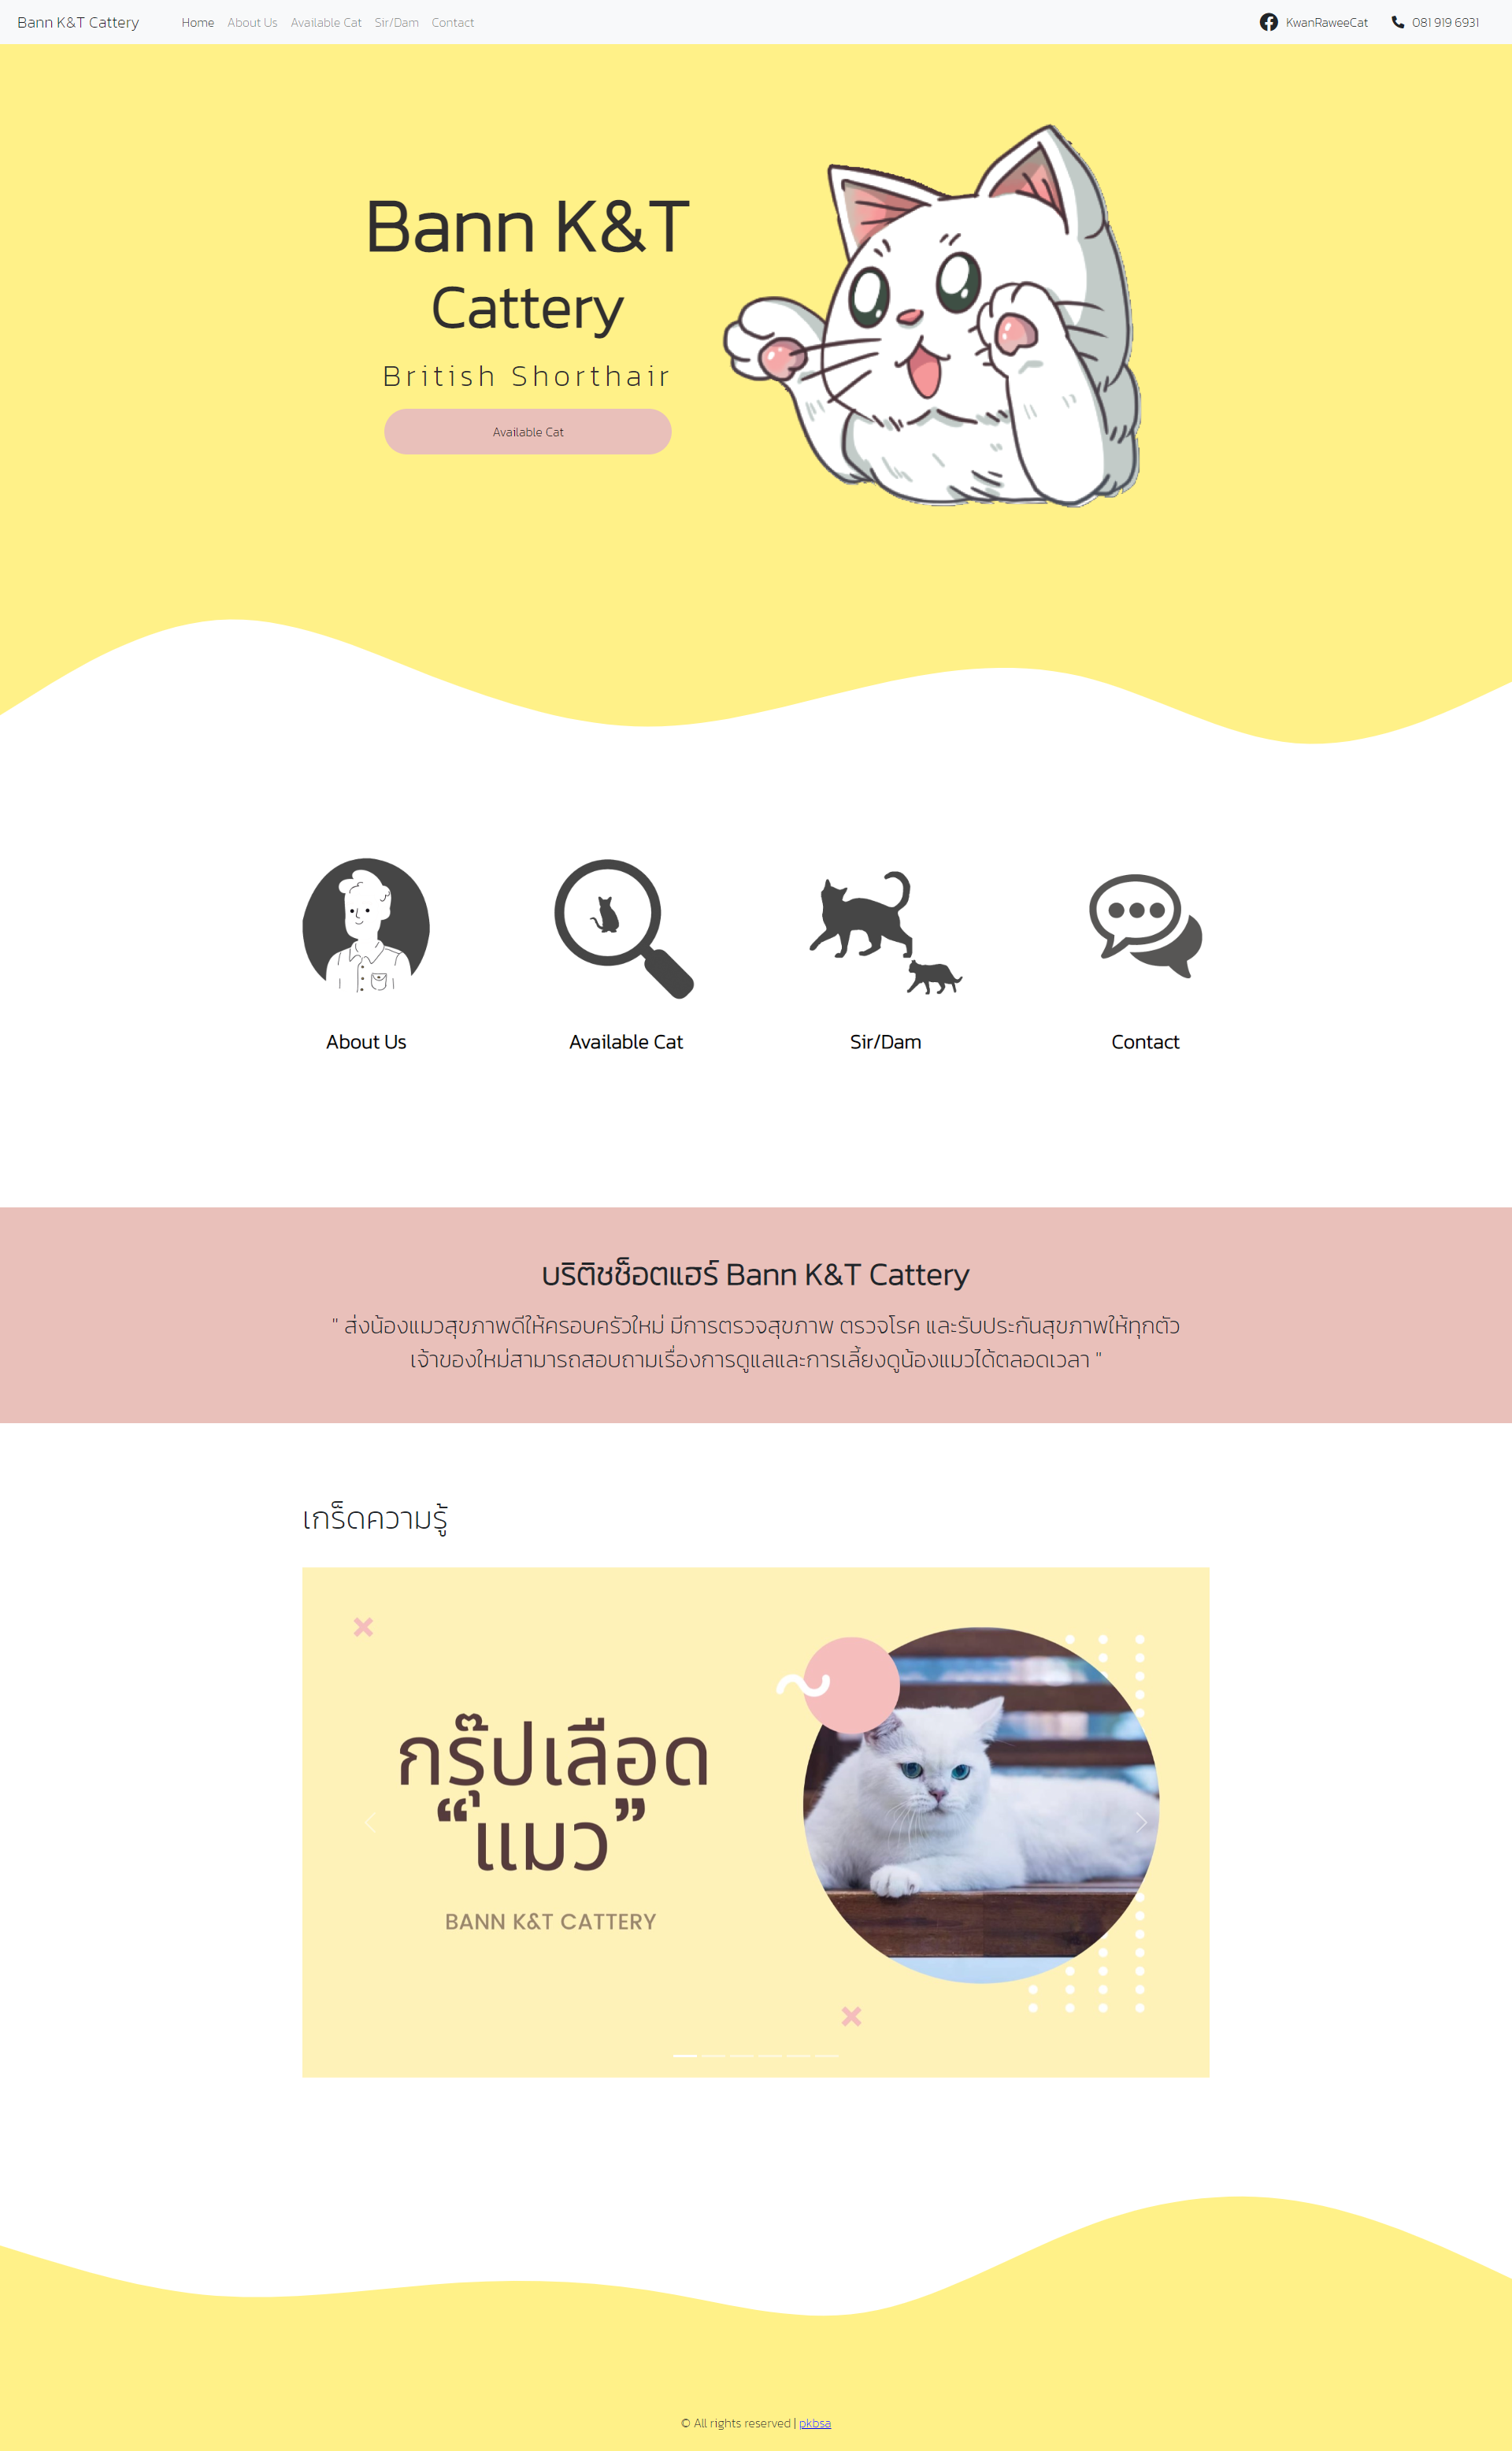 Bann K&T Cattery
Home About Us Available Cat Sir/Dam Contact
KwanRaweeCat
081 919 6931
Bann K&T
Cattery
British Shorthair
Available Cat
About Us
Available Cat
Sir/Dam
Contact
บริติชช็อตแฮร์ Bann K&T Cattery
" ส่งน้องแมวสุขภาพดีให้ครอบครัวใหม่ มีการตรวจสุขภาพ ตรวจโรค และรับประกันสุขภาพให้ทุกตัว
เจ้าของใหม่สามารถสอบถามเรื่องการดูแลและการเลี้ยงดูน้องแมวได้ตลอดเวลา "
เกร็ดความรู้
กรุ๊ปเลือด
“แมว”
BANN K&T CATTERY
© All rights reserved | pkbsa